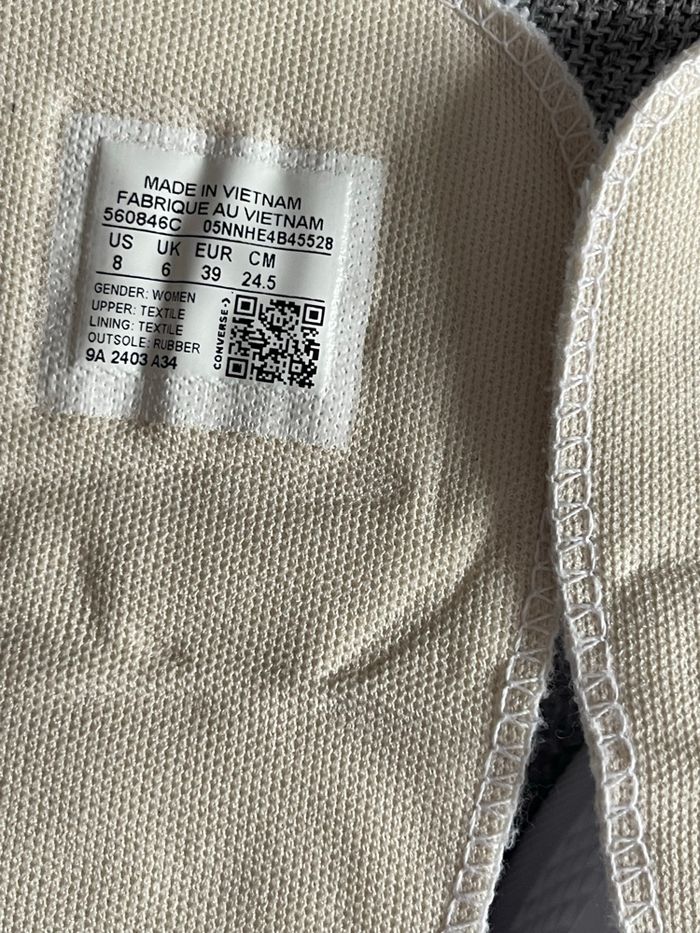 MADE IN VIETNAM
FABRIQUE AU VIETNAM
560846C 05NNHE4B45528
US UK EUR CM
8 6 39 24.5
GENDER: WOMEN
UPPER: TEXTILE
LINING: TEXTILE
OUTSOLE: RUBBER
9A 2403 A34
CONVERSE->